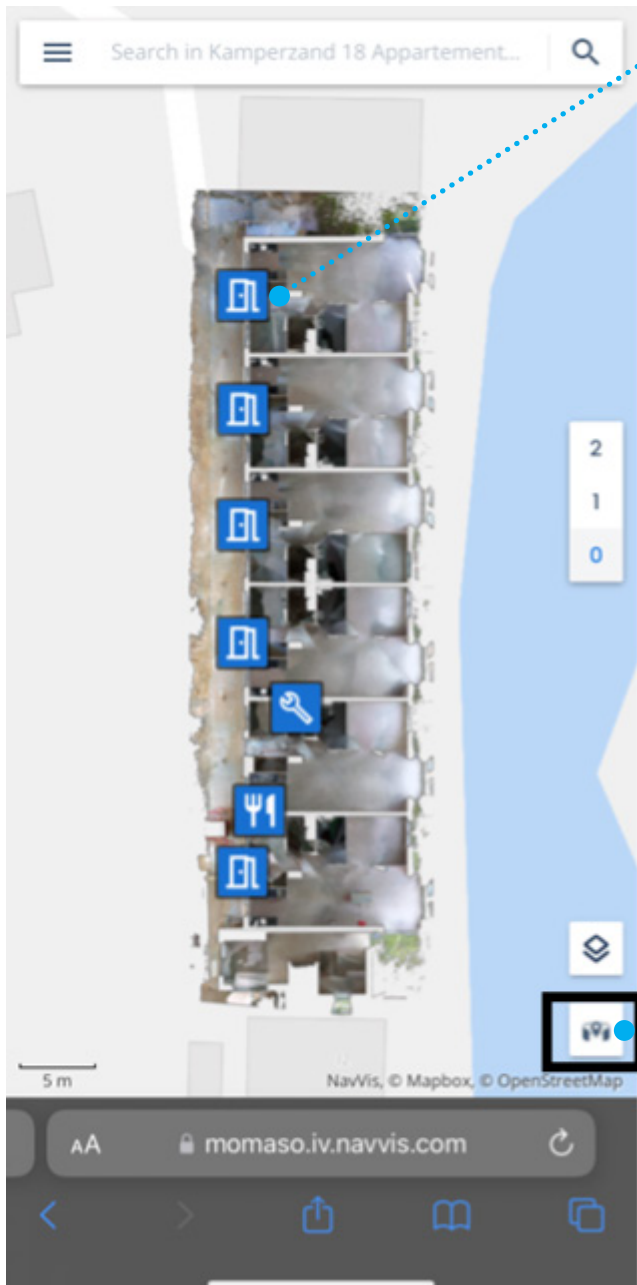 Search in Kamperzand 18 Appartement...
2
1
0
5 m
NavVis, © Mapbox, © OpenStreetMap
AA
momaso.iv.navvis.com